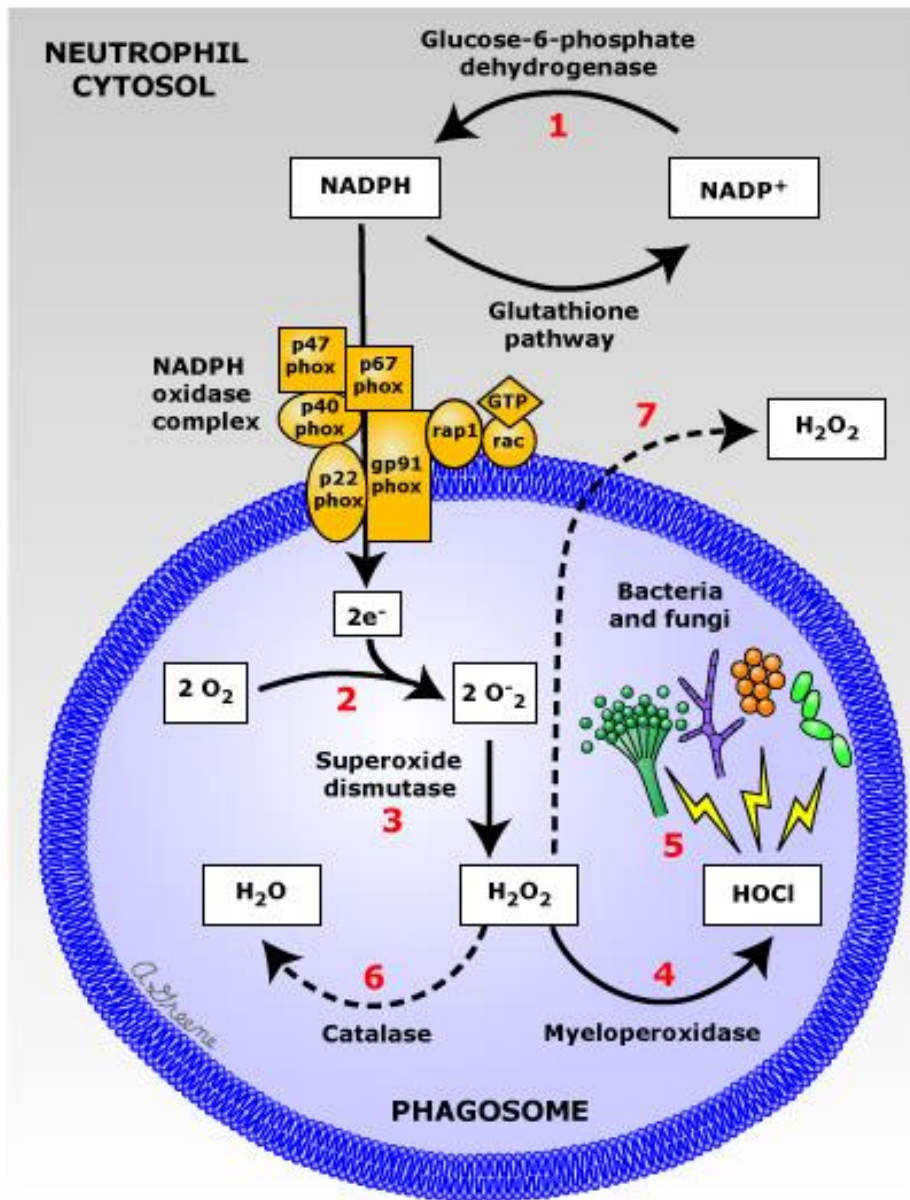 NEUTROPHIL
CYTOSOL
Glucose-6-phosphate
dehydrogenase
1
NADPH
NADP⁺
Glutathione
pathway
NADPH
oxidase
complex
p47
phox
p67
phox
p40
phox
p22
phox
gp91
phox
rap1
GTP
rac
7
H₂O₂
2e⁻
Bacteria
and fungi
2 O₂
2
2 O⁻₂
Superoxide
dismutase
3
5
H₂O
H₂O₂
HOCl
6
4
Catalase
Myeloperoxidase
A. Greene
PHAGOSOME